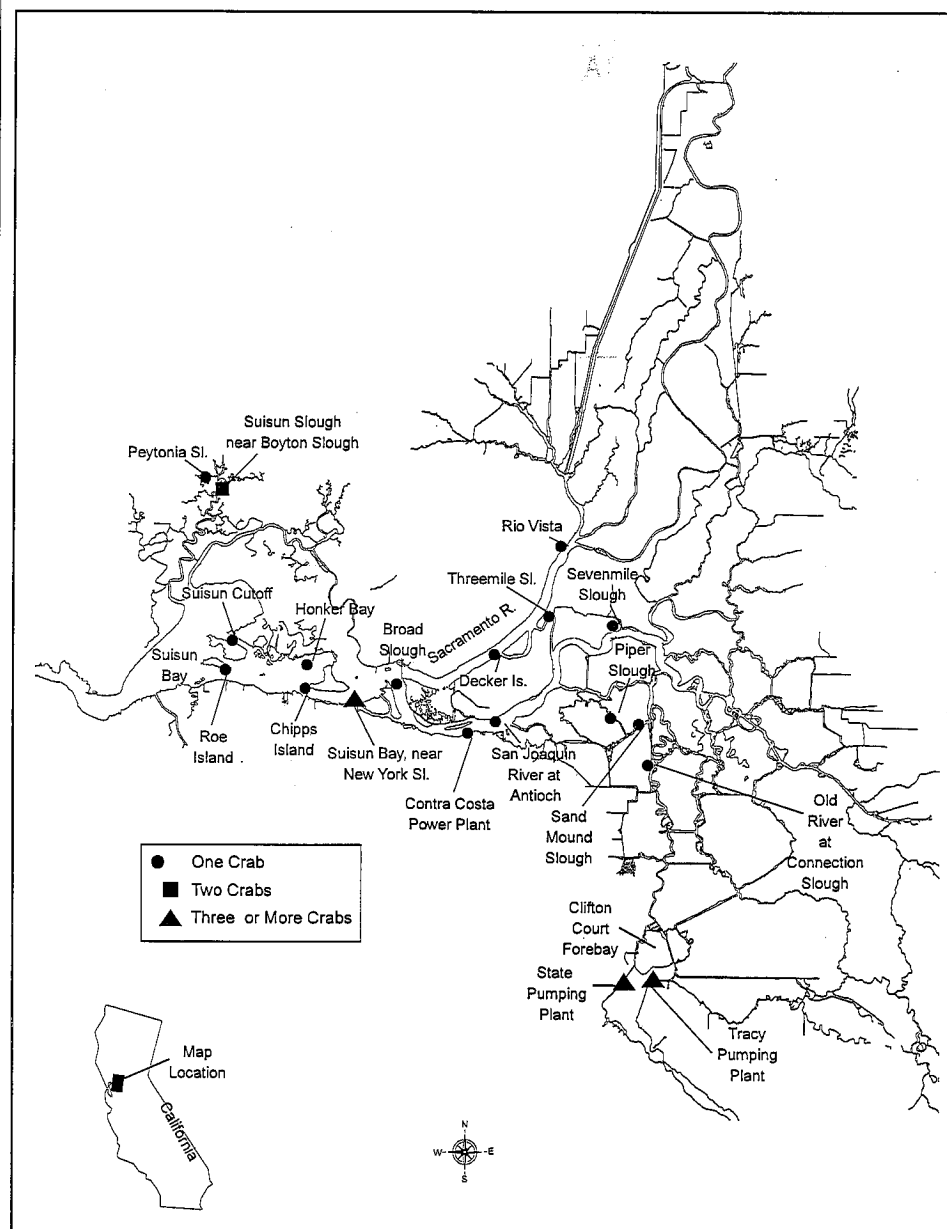 Suisun Slough
near Boyton Slough
Peytonia Sl.
Rio Vista
Threemile Sl.
Sevenmile
Slough
Suisun Cutoff
Honker Bay
Broad
Slough
Sacramento R.
Piper
Slough
Suisun
Bay
Decker Is.
Roe
Island
Chipps
Island
Suisun Bay, near
New York Sl.
San Joaquin
River at
Antioch
Contra Costa
Power Plant
Sand
Mound
Slough
Old
River
at
Connection
Slough
One Crab
Two Crabs
Three or More Crabs
Clifton
Court
Forebay
State
Pumping
Plant
Tracy
Pumping
Plant
Map
Location
California
N
W
E
S